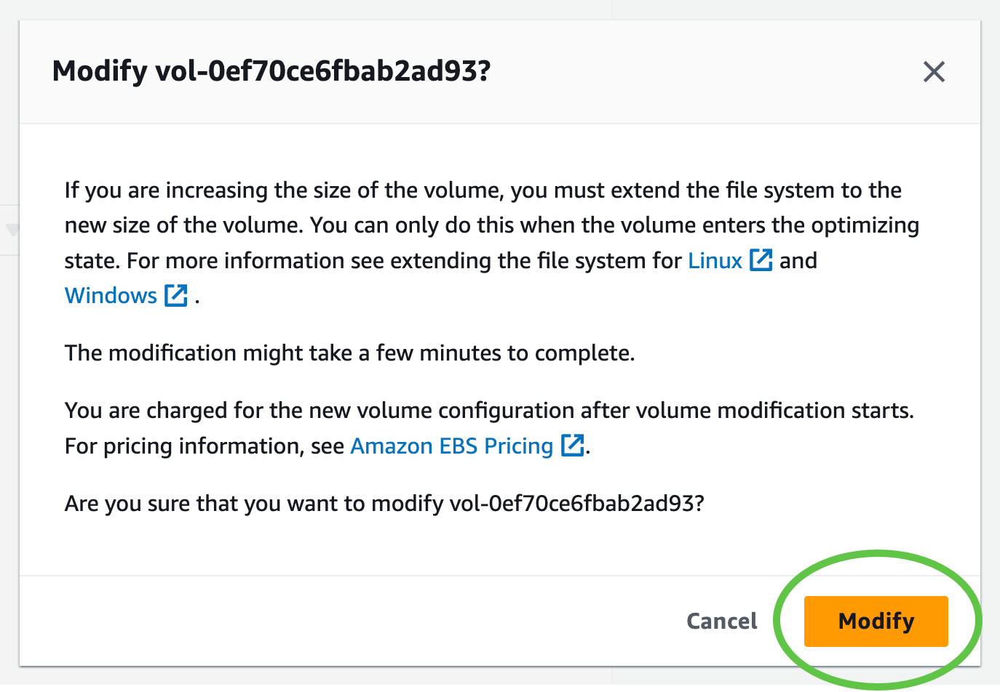 Modify vol-0ef70ce6fbab2ad93?
If you are increasing the size of the volume, you must extend the file system to the
new size of the volume. You can only do this when the volume enters the optimizing
state. For more information see extending the file system for Linux and
Windows .
The modification might take a few minutes to complete.
You are charged for the new volume configuration after volume modification starts.
For pricing information, see Amazon EBS Pricing .
Are you sure that you want to modify vol-0ef70ce6fbab2ad93?
Cancel Modify